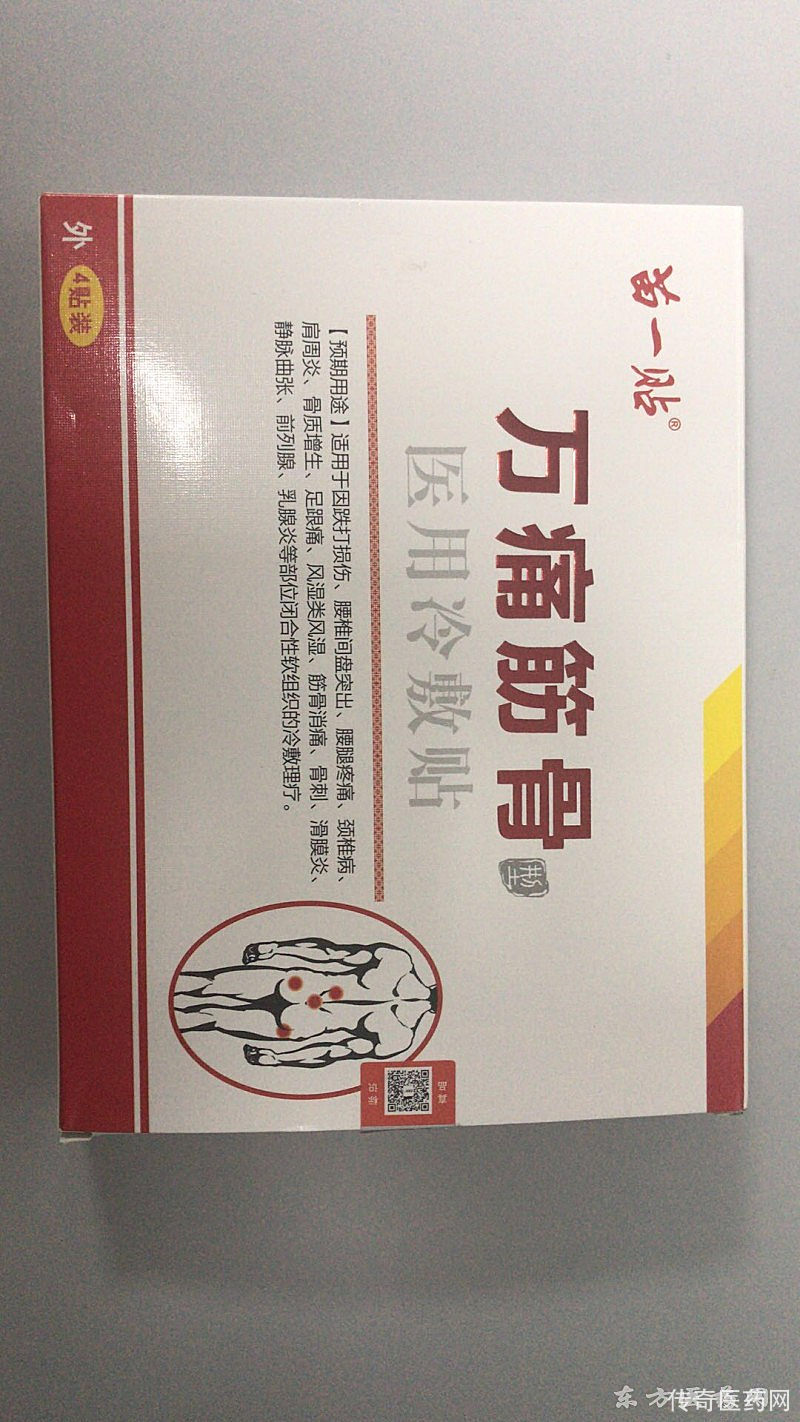 苗一贴®
万痛筋骨型
医用冷敷贴
【预期用途】适用于因跌打损伤、腰椎间盘突出、腰腿疼痛、颈椎病、
肩周炎、骨质增生、足跟痛、风湿类风湿、筋骨消痛、骨刺、滑膜炎、
静脉曲张、前列腺、乳腺炎等部位闭合性软组织的冷敷理疗。
外
4贴装
传奇医药网